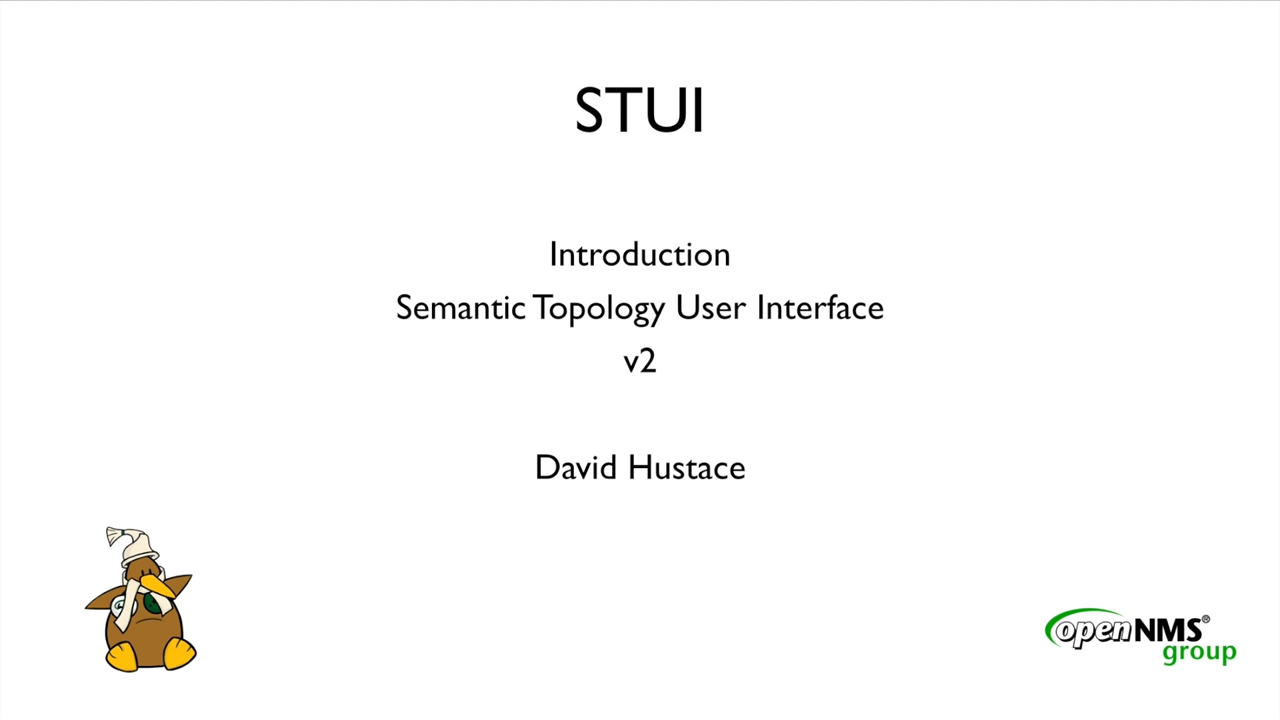 STUI
Introduction
Semantic Topology User Interface
v2
David Hustace
openNMS®
group